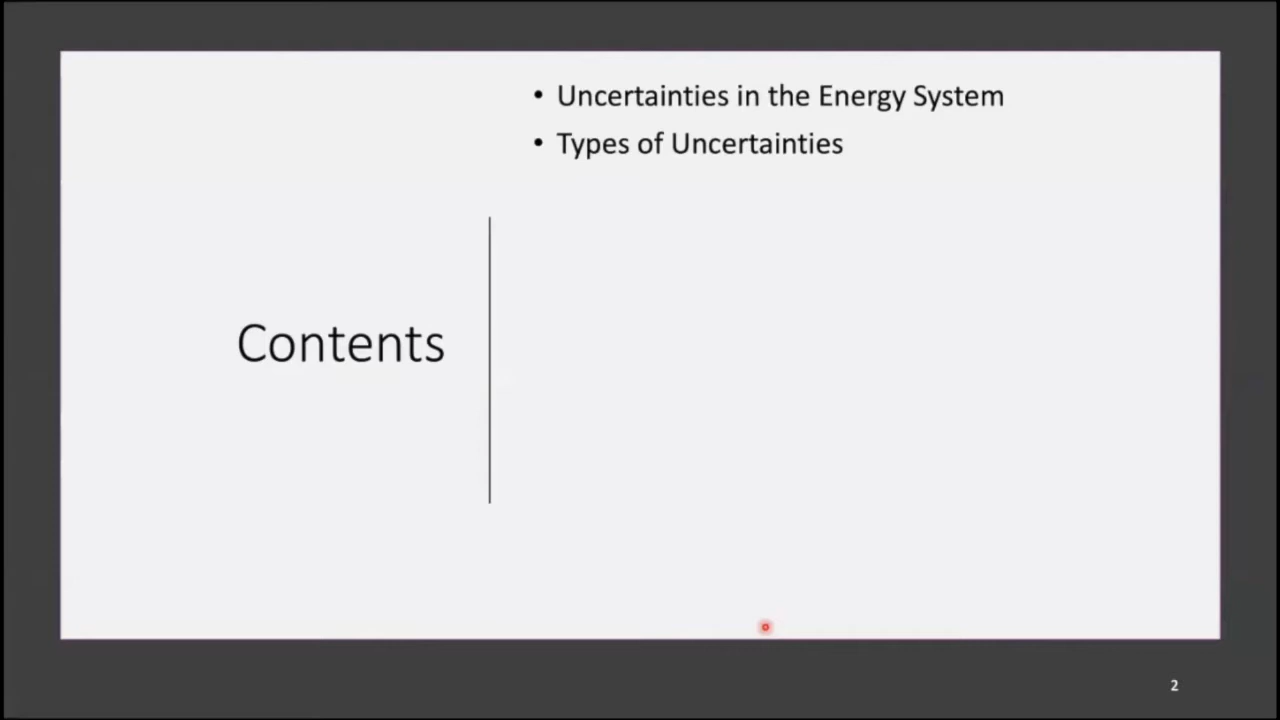 • Uncertainties in the Energy System
• Types of Uncertainties
Contents
2